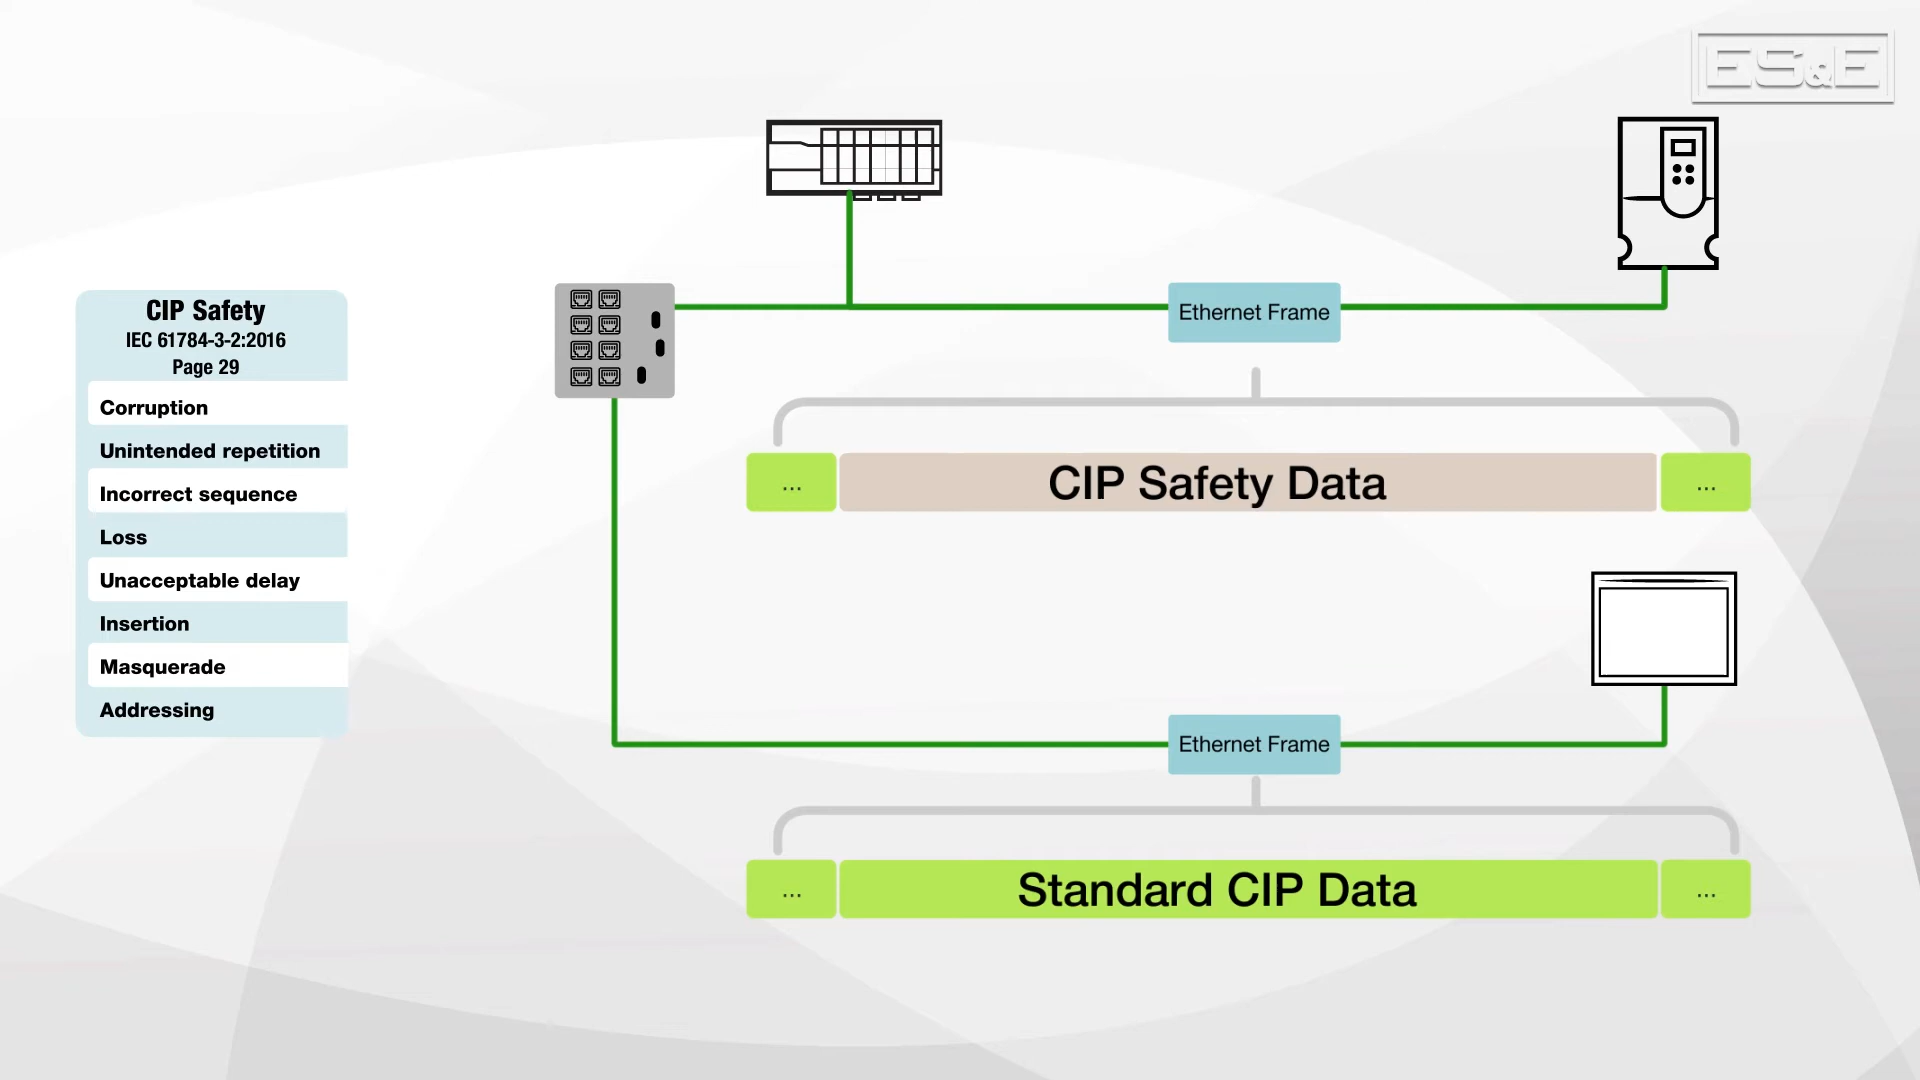 ES&E
CIP Safety
IEC 61784-3-2:2016
Page 29
Corruption
Unintended repetition
Incorrect sequence
Loss
Unacceptable delay
Insertion
Masquerade
Addressing
Ethernet Frame
... CIP Safety Data ...
Ethernet Frame
... Standard CIP Data ...